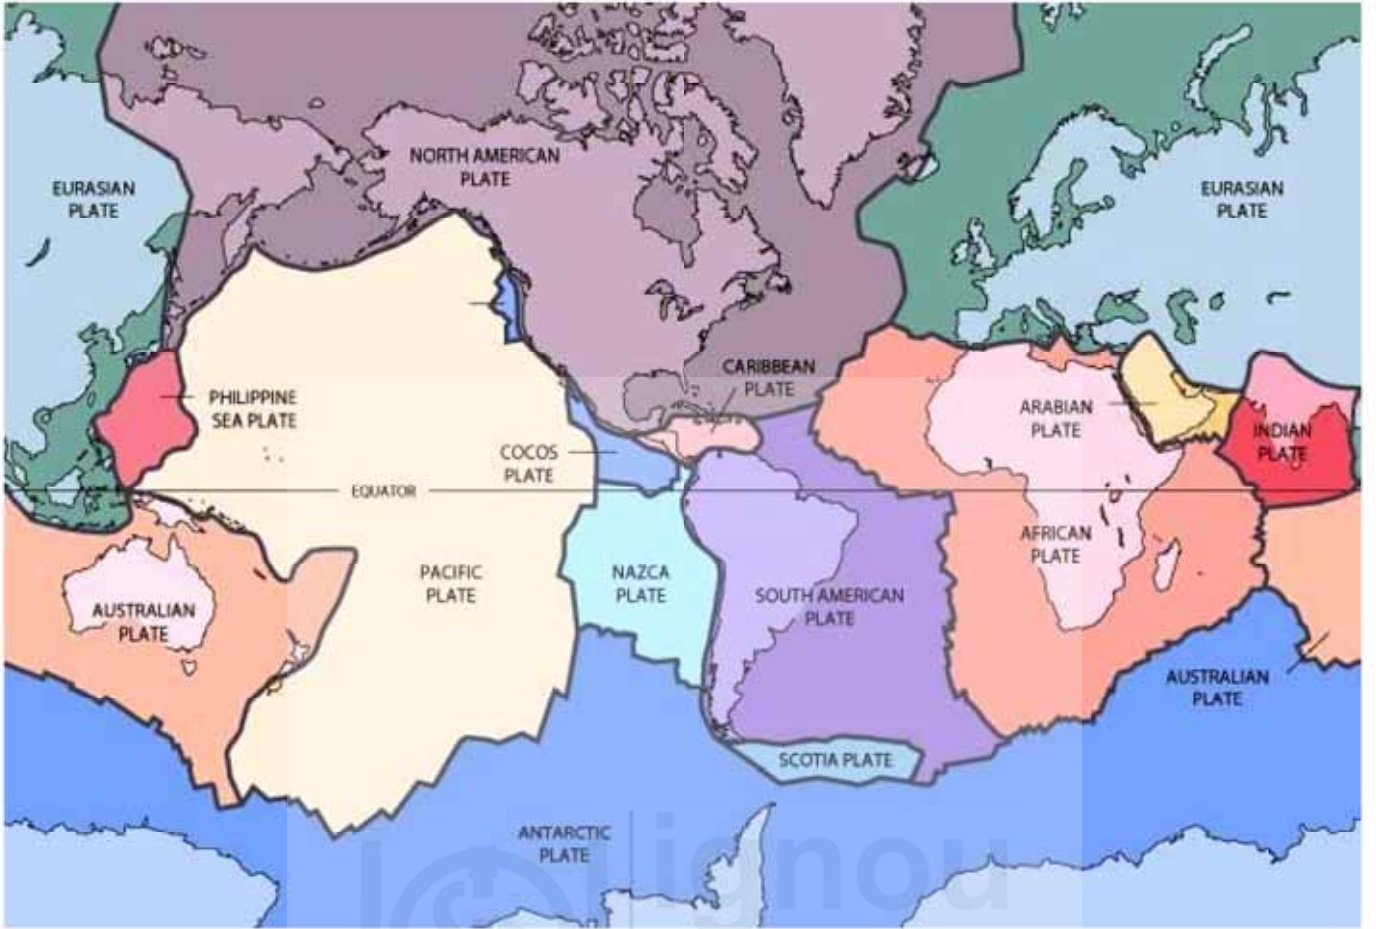 NORTH AMERICAN
PLATE
EURASIAN
PLATE
EURASIAN
PLATE
CARIBBEAN
PLATE
PHILIPPINE
SEA PLATE
ARABIAN
PLATE
INDIAN
PLATE
COCOS
PLATE
EQUATOR
AFRICAN
PLATE
PACIFIC
PLATE
NAZCA
PLATE
SOUTH AMERICAN
PLATE
AUSTRALIAN
PLATE
AUSTRALIAN
PLATE
SCOTIA PLATE
ANTARCTIC
PLATE
ignou